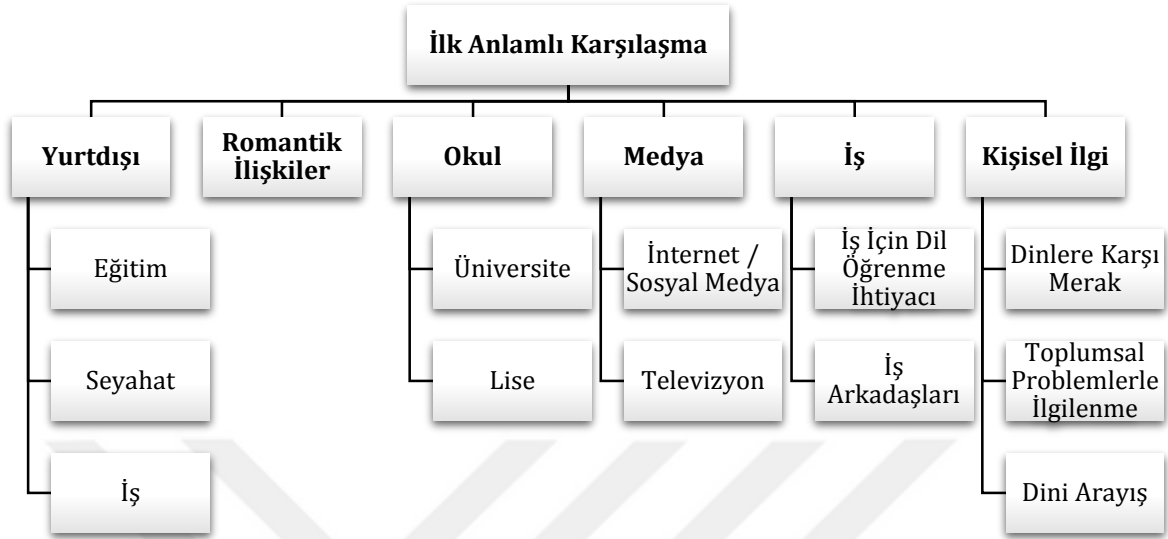 İlk Anlamlı Karşılaşma
Yurtdışı
Eğitim
Seyahat
İş
Romantik
İlişkiler
Okul
Üniversite
Lise
Medya
İnternet /
Sosyal Medya
Televizyon
İş
İş İçin Dil
Öğrenme
İhtiyacı
İş
Arkadaşları
Kişisel İlgi
Dinlere Karşı
Merak
Toplumsal
Problemlerle
İlgilenme
Dini Arayış